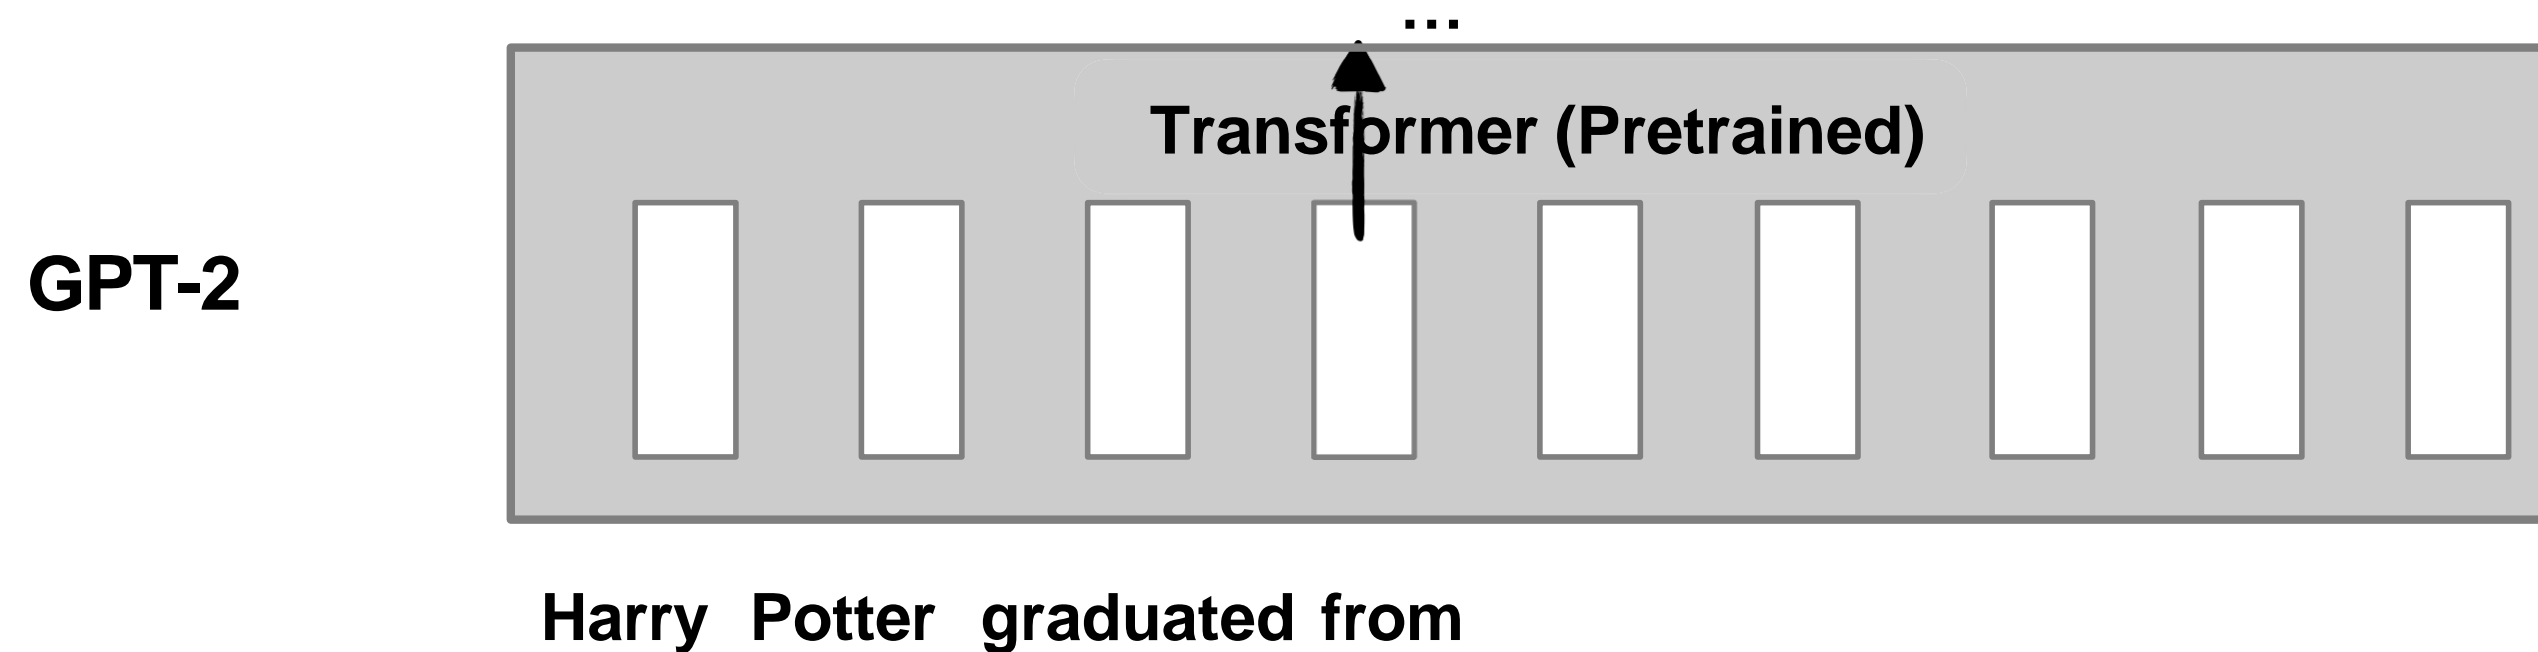 …
Transformer (Pretrained)
GPT-2
Harry Potter graduated from